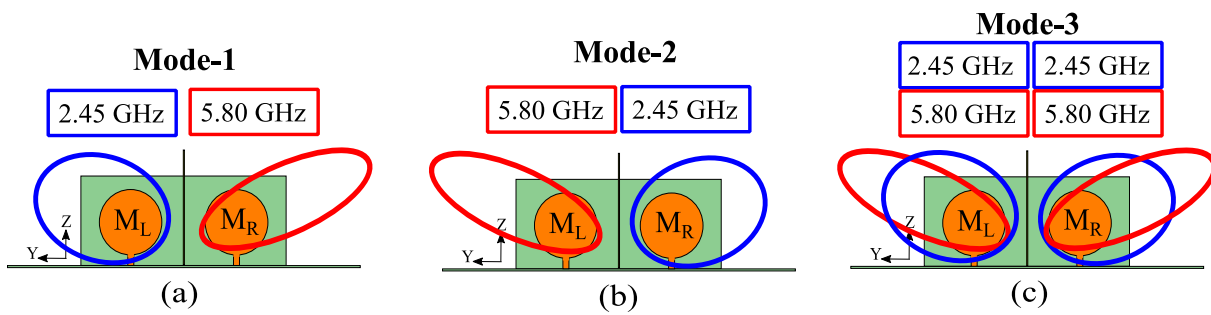 Mode-1
2.45 GHz
5.80 GHz
M_L
M_R
Z
Y
(a)
Mode-2
5.80 GHz
2.45 GHz
M_L
M_R
Z
Y
(b)
Mode-3
2.45 GHz
2.45 GHz
5.80 GHz
5.80 GHz
M_L
M_R
Z
Y
(c)